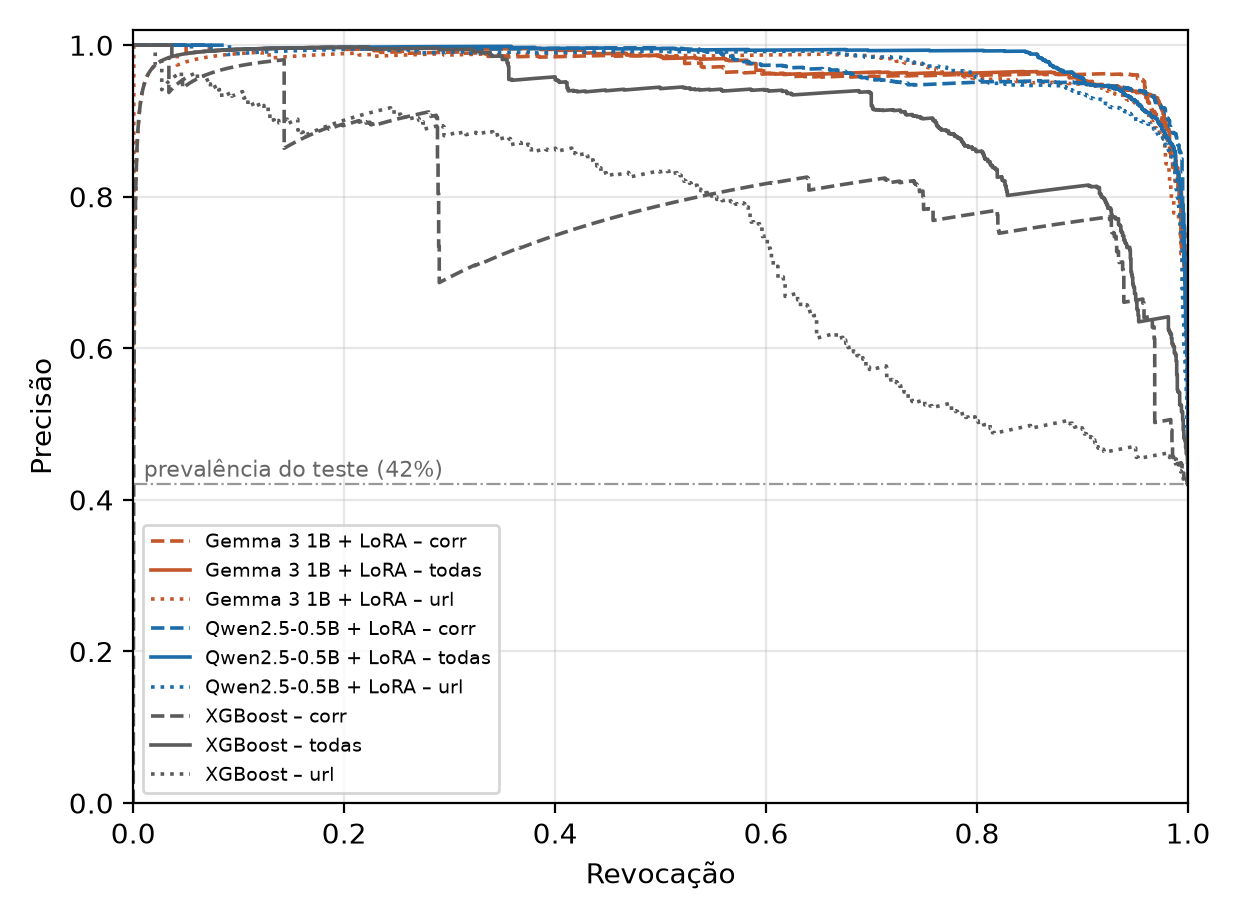 1.0
0.8
0.6
0.4
0.2
0.0
Precisão
prevalência do teste (42%)
Gemma 3 1B + LoRA – corr
Gemma 3 1B + LoRA – todas
Gemma 3 1B + LoRA – url
Qwen2.5-0.5B + LoRA – corr
Qwen2.5-0.5B + LoRA – todas
Qwen2.5-0.5B + LoRA – url
XGBoost – corr
XGBoost – todas
XGBoost – url
0.0 0.2 0.4 0.6 0.8 1.0
Revocação